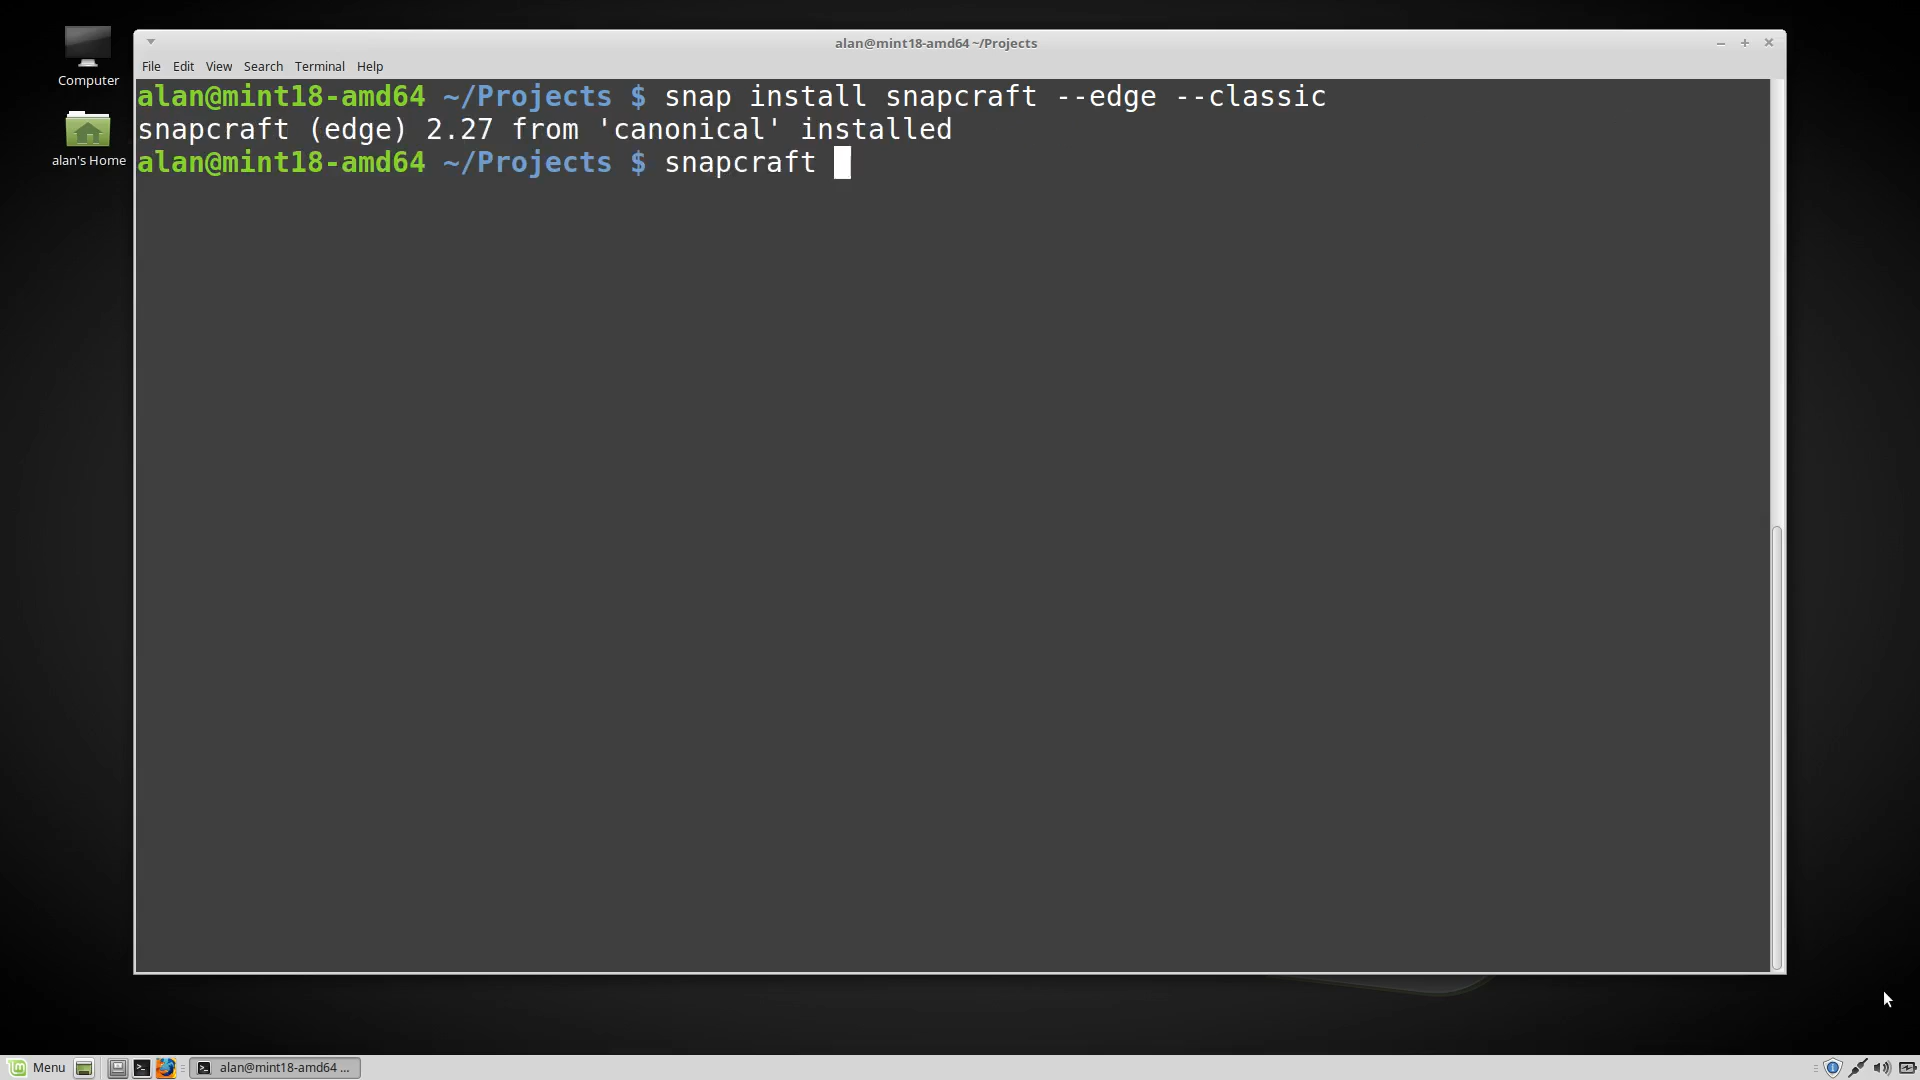 alan@mint18-amd64 ~/Projects
File Edit View Search Terminal Help
Computer
alan's Home
alan@mint18-amd64 ~/Projects $ snap install snapcraft --edge --classic
snapcraft (edge) 2.27 from 'canonical' installed
alan@mint18-amd64 ~/Projects $ snapcraft
Menu
alan@mint18-amd64 ...